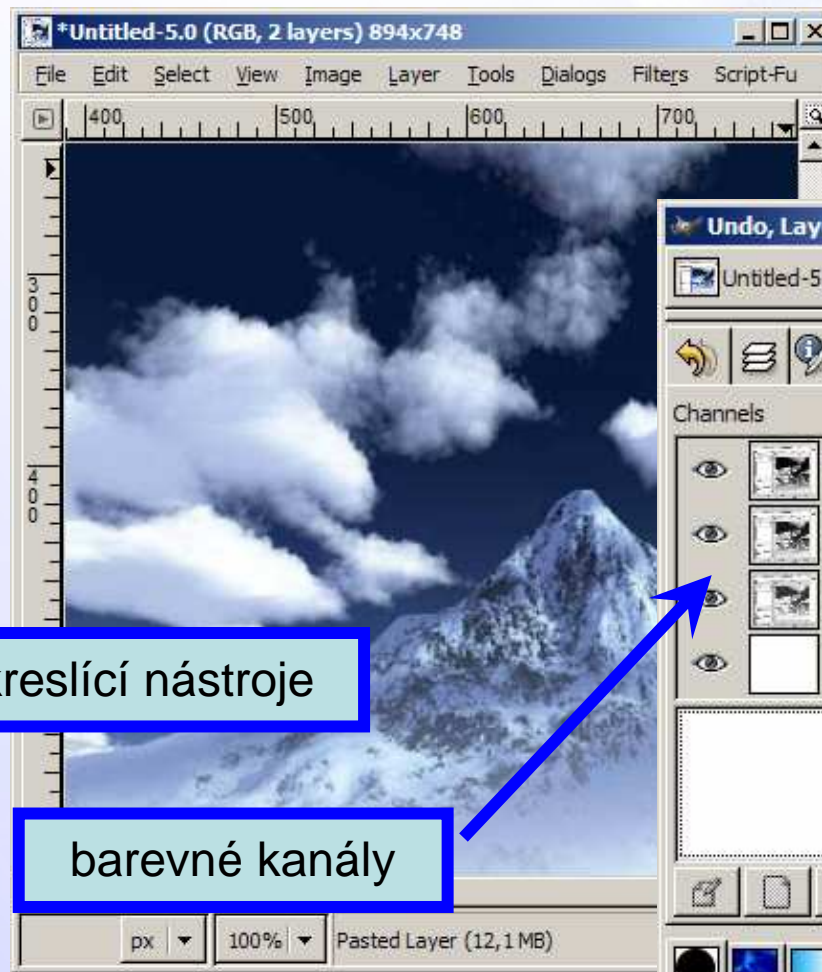 *Untitled-5.0 (RGB, 2 layers) 894x748
File Edit Select View Image Layer Tools Dialogs Filters Script-Fu
400 500 600 700
300
400
Undo, Lay
Untitled-5
Channels
kreslící nástroje
barevné kanály
px 100% Pasted Layer (12,1 MB)